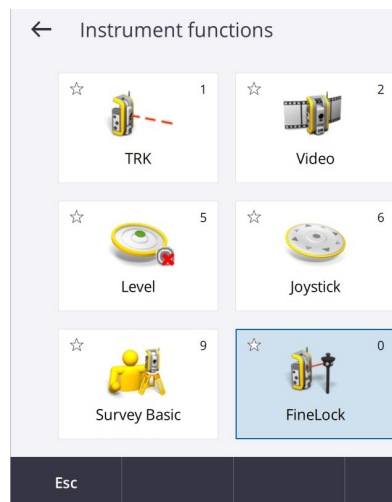 Instrument functions
1
2
TRK
Video
5
6
Level
Joystick
9
0
Survey Basic
FineLock
Esc